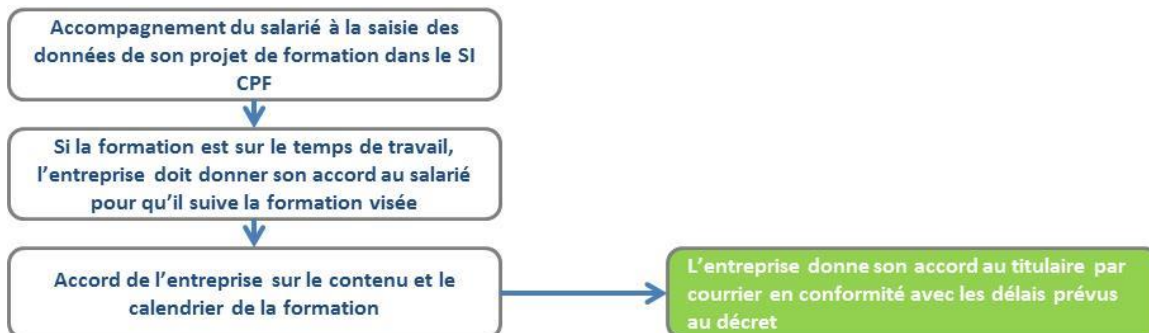 Accompagnement du salarié à la saisie des
données de son projet de formation dans le SI
CPF
Si la formation est sur le temps de travail,
l'entreprise doit donner son accord au salarié
pour qu'il suive la formation visée
Accord de l'entreprise sur le contenu et le
calendrier de la formation
L'entreprise donne son accord au titulaire par
courrier en conformité avec les délais prévus
au décret